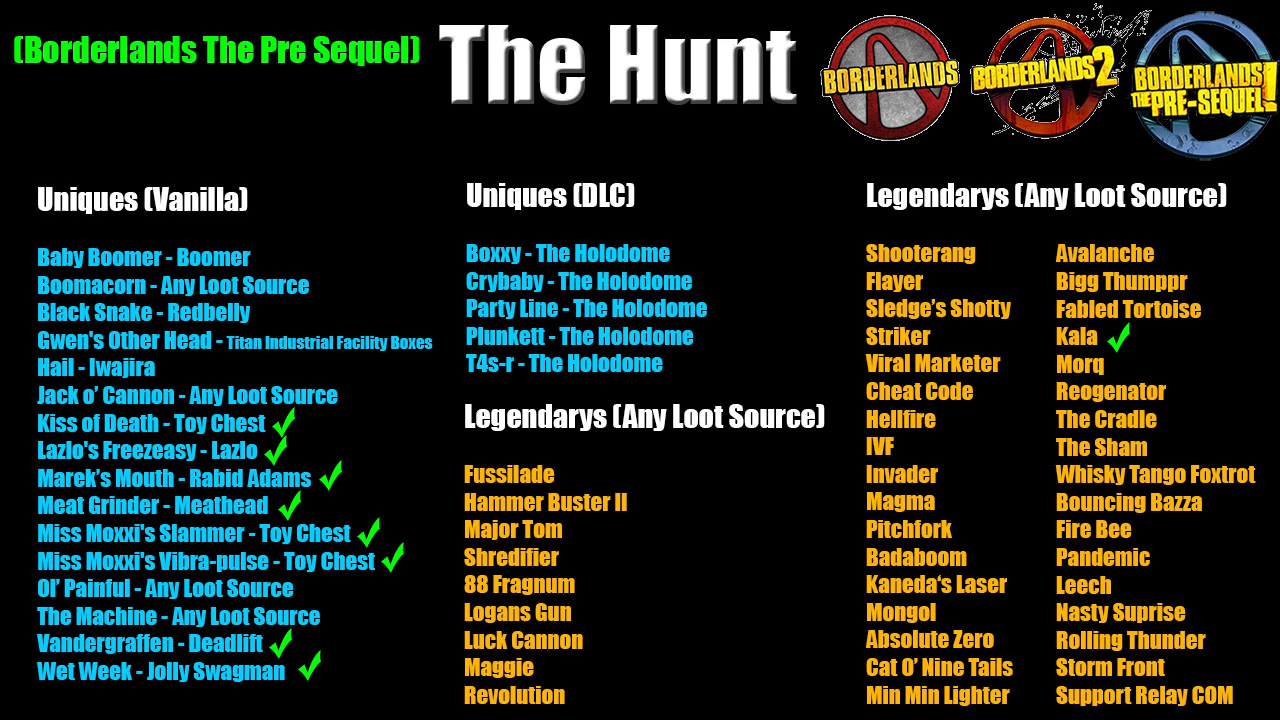 (Borderlands The Pre Sequel)
The Hunt
BORDERLANDS
BORDERLANDS 2
BORDERLANDS
THE PRE-SEQUEL!
Uniques (Vanilla)
Baby Boomer - Boomer
Boomacorn - Any Loot Source
Black Snake - Redbelly
Gwen's Other Head - Titan Industrial Facility Boxes
Hail - Iwajira
Jack o’ Cannon - Any Loot Source
Kiss of Death - Toy Chest
Lazlo's Freezeasy - Lazlo
Marek’s Mouth - Rabid Adams
Meat Grinder - Meathead
Miss Moxxi's Slammer - Toy Chest
Miss Moxxi's Vibra-pulse - Toy Chest
Ol’ Painful - Any Loot Source
The Machine - Any Loot Source
Vandergraffen - Deadlift
Wet Week - Jolly Swagman
Uniques (DLC)
Boxxy - The Holodome
Crybaby - The Holodome
Party Line - The Holodome
Plunkett - The Holodome
T4s-r - The Holodome
Legendarys (Any Loot Source)
Fussilade
Hammer Buster II
Major Tom
Shredifier
88 Fragnum
Logans Gun
Luck Cannon
Maggie
Revolution
Legendarys (Any Loot Source)
Shooterang
Flayer
Sledge’s Shotty
Striker
Viral Marketer
Cheat Code
Hellfire
IVF
Invader
Magma
Pitchfork
Badaboom
Kaneda‘s Laser
Mongol
Absolute Zero
Cat O’ Nine Tails
Min Min Lighter
Avalanche
Bigg Thumppr
Fabled Tortoise
Kala
Morq
Reogenator
The Cradle
The Sham
Whisky Tango Foxtrot
Bouncing Bazza
Fire Bee
Pandemic
Leech
Nasty Suprise
Rolling Thunder
Storm Front
Support Relay COM